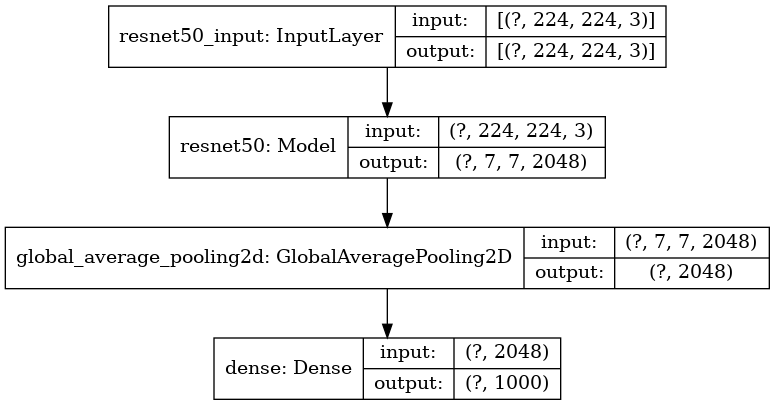 resnet50_input: InputLayer
input:
[(?, 224, 224, 3)]
output:
[(?, 224, 224, 3)]
resnet50: Model
input:
(?, 224, 224, 3)
output:
(?, 7, 7, 2048)
global_average_pooling2d: GlobalAveragePooling2D
input:
(?, 7, 7, 2048)
output:
(?, 2048)
dense: Dense
input:
(?, 2048)
output:
(?, 1000)